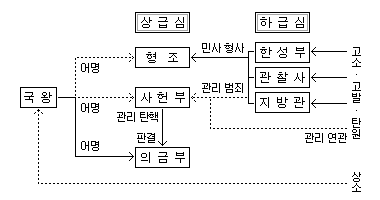 상 급 심
하 급 심
형 조
민사 형사
한 성 부
어명
관 찰 사
관리 범죄
국 왕
어명
사 헌 부
지 방 관
관리 탄핵
고소·고발·탄원
판결
관리 연관
어명
의 금 부
상소